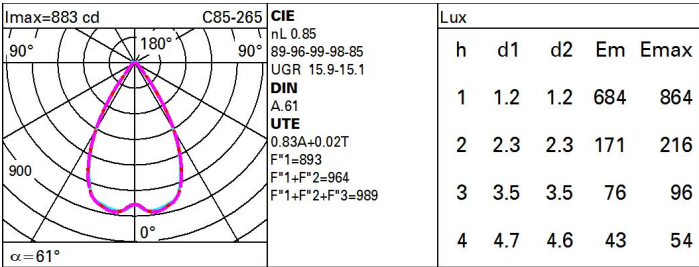 Imax=883 cd C85-265
90° 180° 90°
900
0°
α=61°
CIE
nL 0.85
89-96-99-98-85
UGR 15.9-15.1
DIN
A.61
UTE
0.83A+0.02T
F"1=893
F"1+F"2=964
F"1+F"2+F"3=989
Lux
h d1 d2 Em Emax
1 1.2 1.2 684 864
2 2.3 2.3 171 216
3 3.5 3.5 76 96
4 4.7 4.6 43 54